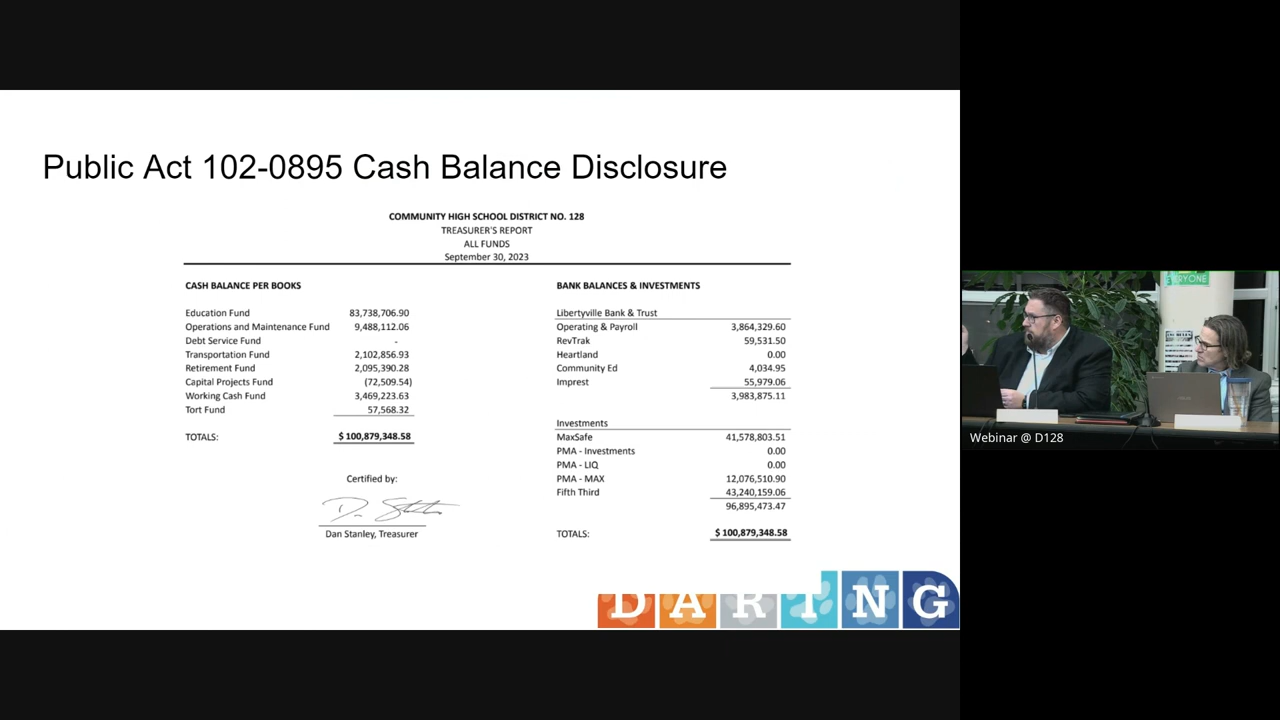 Public Act 102-0895 Cash Balance Disclosure
COMMUNITY HIGH SCHOOL DISTRICT NO. 128
TREASURER'S REPORT
ALL FUNDS
September 30, 2023
CASH BALANCE PER BOOKS
Education Fund 83,738,706.90
Operations and Maintenance Fund 9,488,112.06
Debt Service Fund -
Transportation Fund 2,102,856.93
Retirement Fund 2,095,390.28
Capital Projects Fund (72,509.54)
Working Cash Fund 3,469,223.63
Tort Fund 57,568.32
TOTALS: $ 100,879,348.58
Certified by:
Dan Stanley, Treasurer
BANK BALANCES & INVESTMENTS
Libertyville Bank & Trust
Operating & Payroll 3,864,329.60
RevTrak 59,531.50
Heartland 0.00
Community Ed 4,034.95
Imprest 55,979.06
3,983,875.11
Investments
MaxSafe 41,578,803.51
PMA - Investments 0.00
PMA - LIQ 0.00
PMA - MAX 12,076,510.90
Fifth Third 43,240,159.06
96,895,473.47
TOTALS: $ 100,879,348.58
DARING
EVERYONE
Webinar @ D128